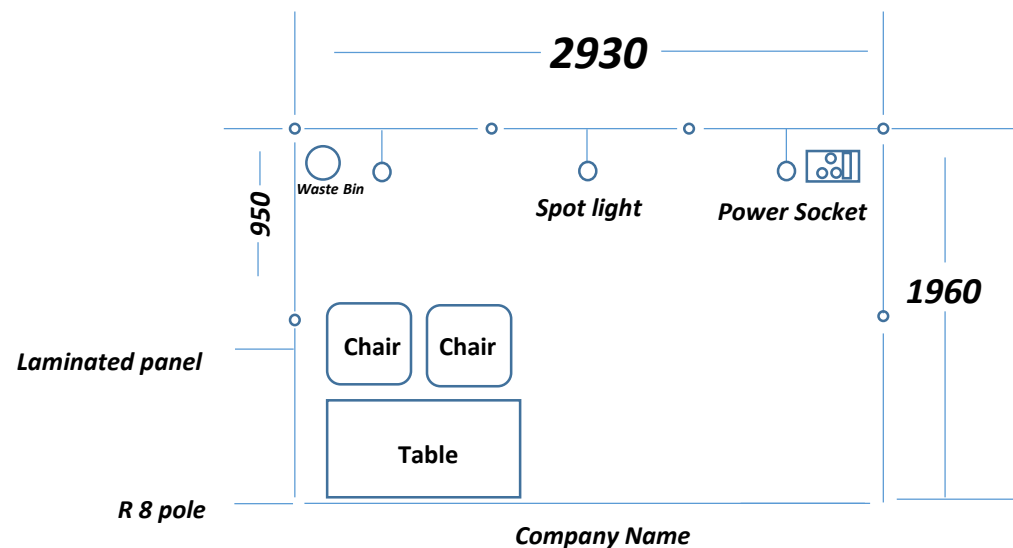 2930
Waste Bin
950
Spot light
Power Socket
1960
Chair
Chair
Laminated panel
Table
R 8 pole
Company Name